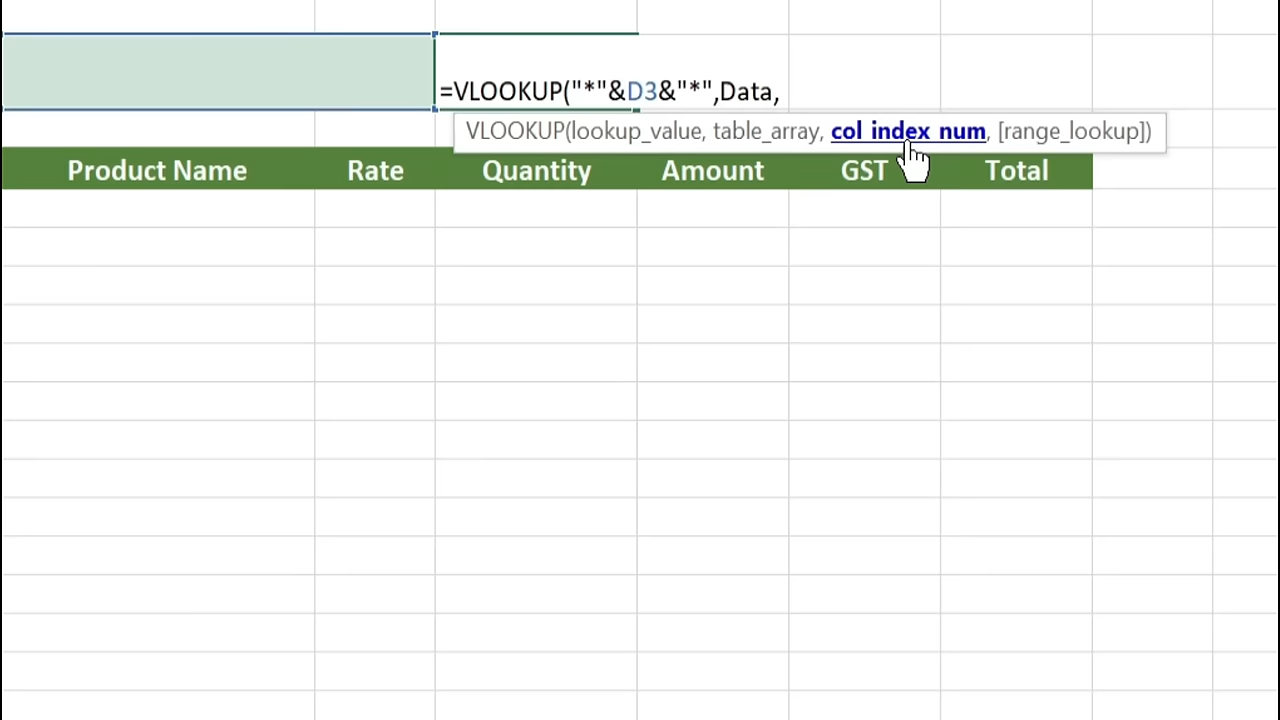 =VLOOKUP("*"&D3&"*",Data,
VLOOKUP(lookup_value, table_array, col_index_num, [range_lookup])
Product Name Rate Quantity Amount GST Total